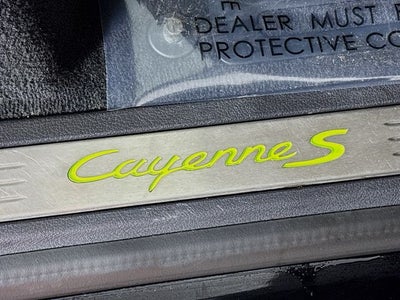 E
DEALER MUST
PROTECTIVE CO
Cayenne S